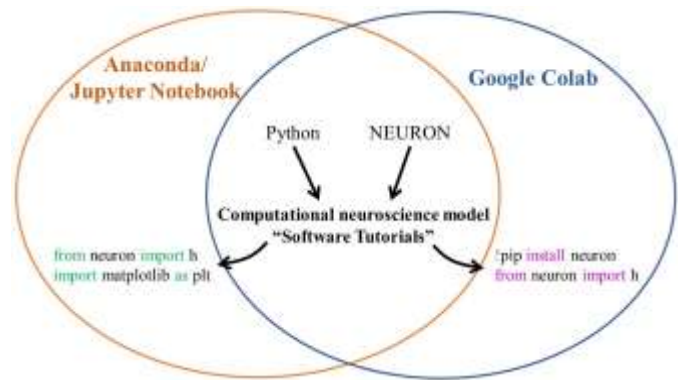 Anaconda/
Jupyter Notebook
Google Colab
Python
NEURON
Computational neuroscience model
“Software Tutorials”
from neuron import h
import matplotlib as plt
!pip install neuron
from neuron import h